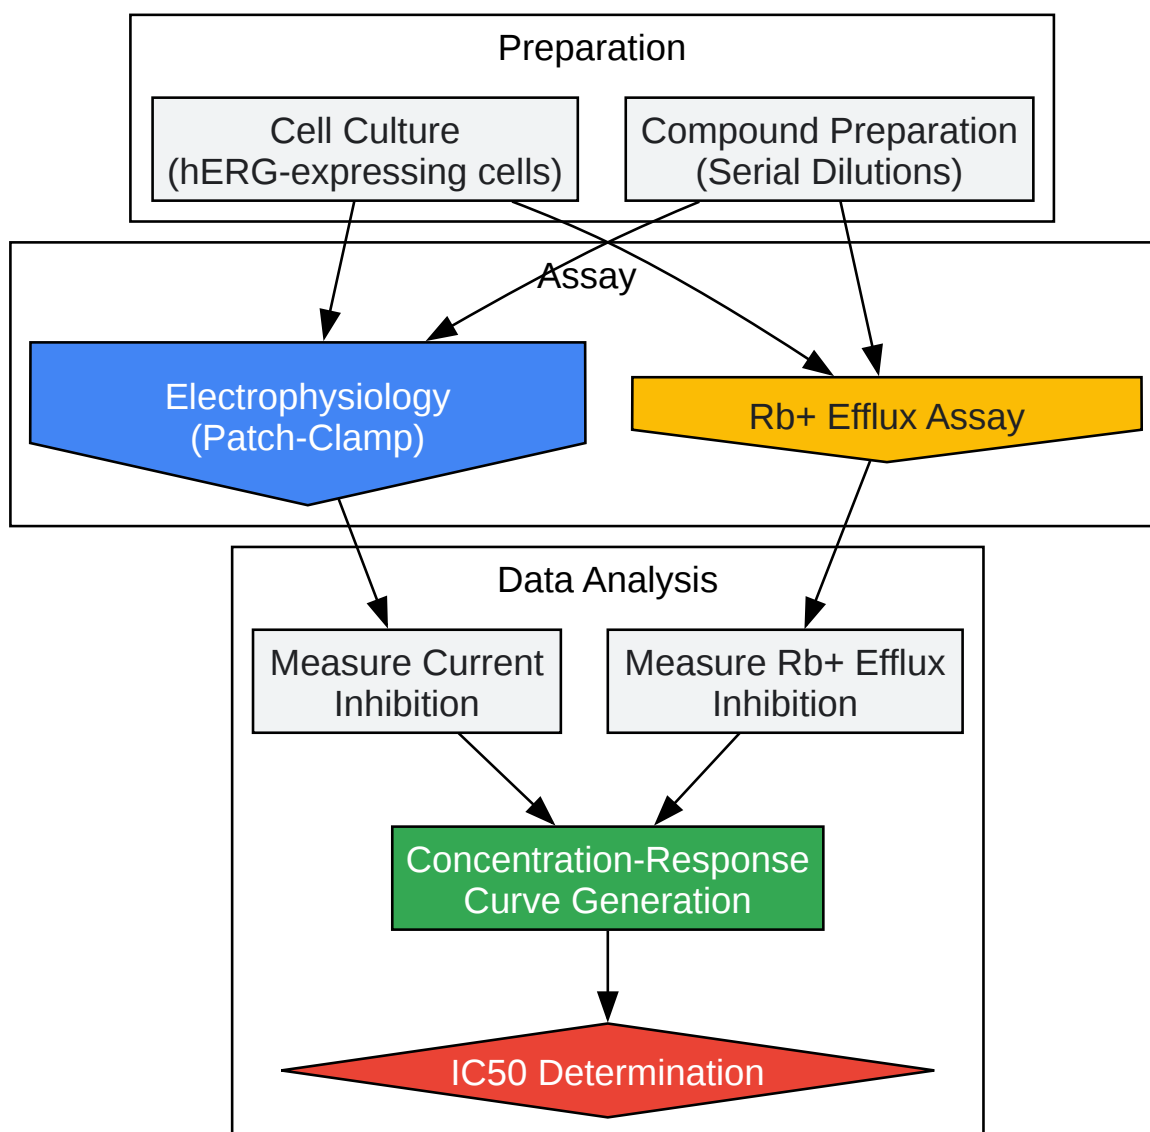 Preparation
Cell Culture
(hERG-expressing cells)
Compound Preparation
(Serial Dilutions)
Assay
Electrophysiology
(Patch-Clamp)
Rb+ Efflux Assay
Data Analysis
Measure Current
Inhibition
Measure Rb+ Efflux
Inhibition
Concentration-Response
Curve Generation
IC50 Determination